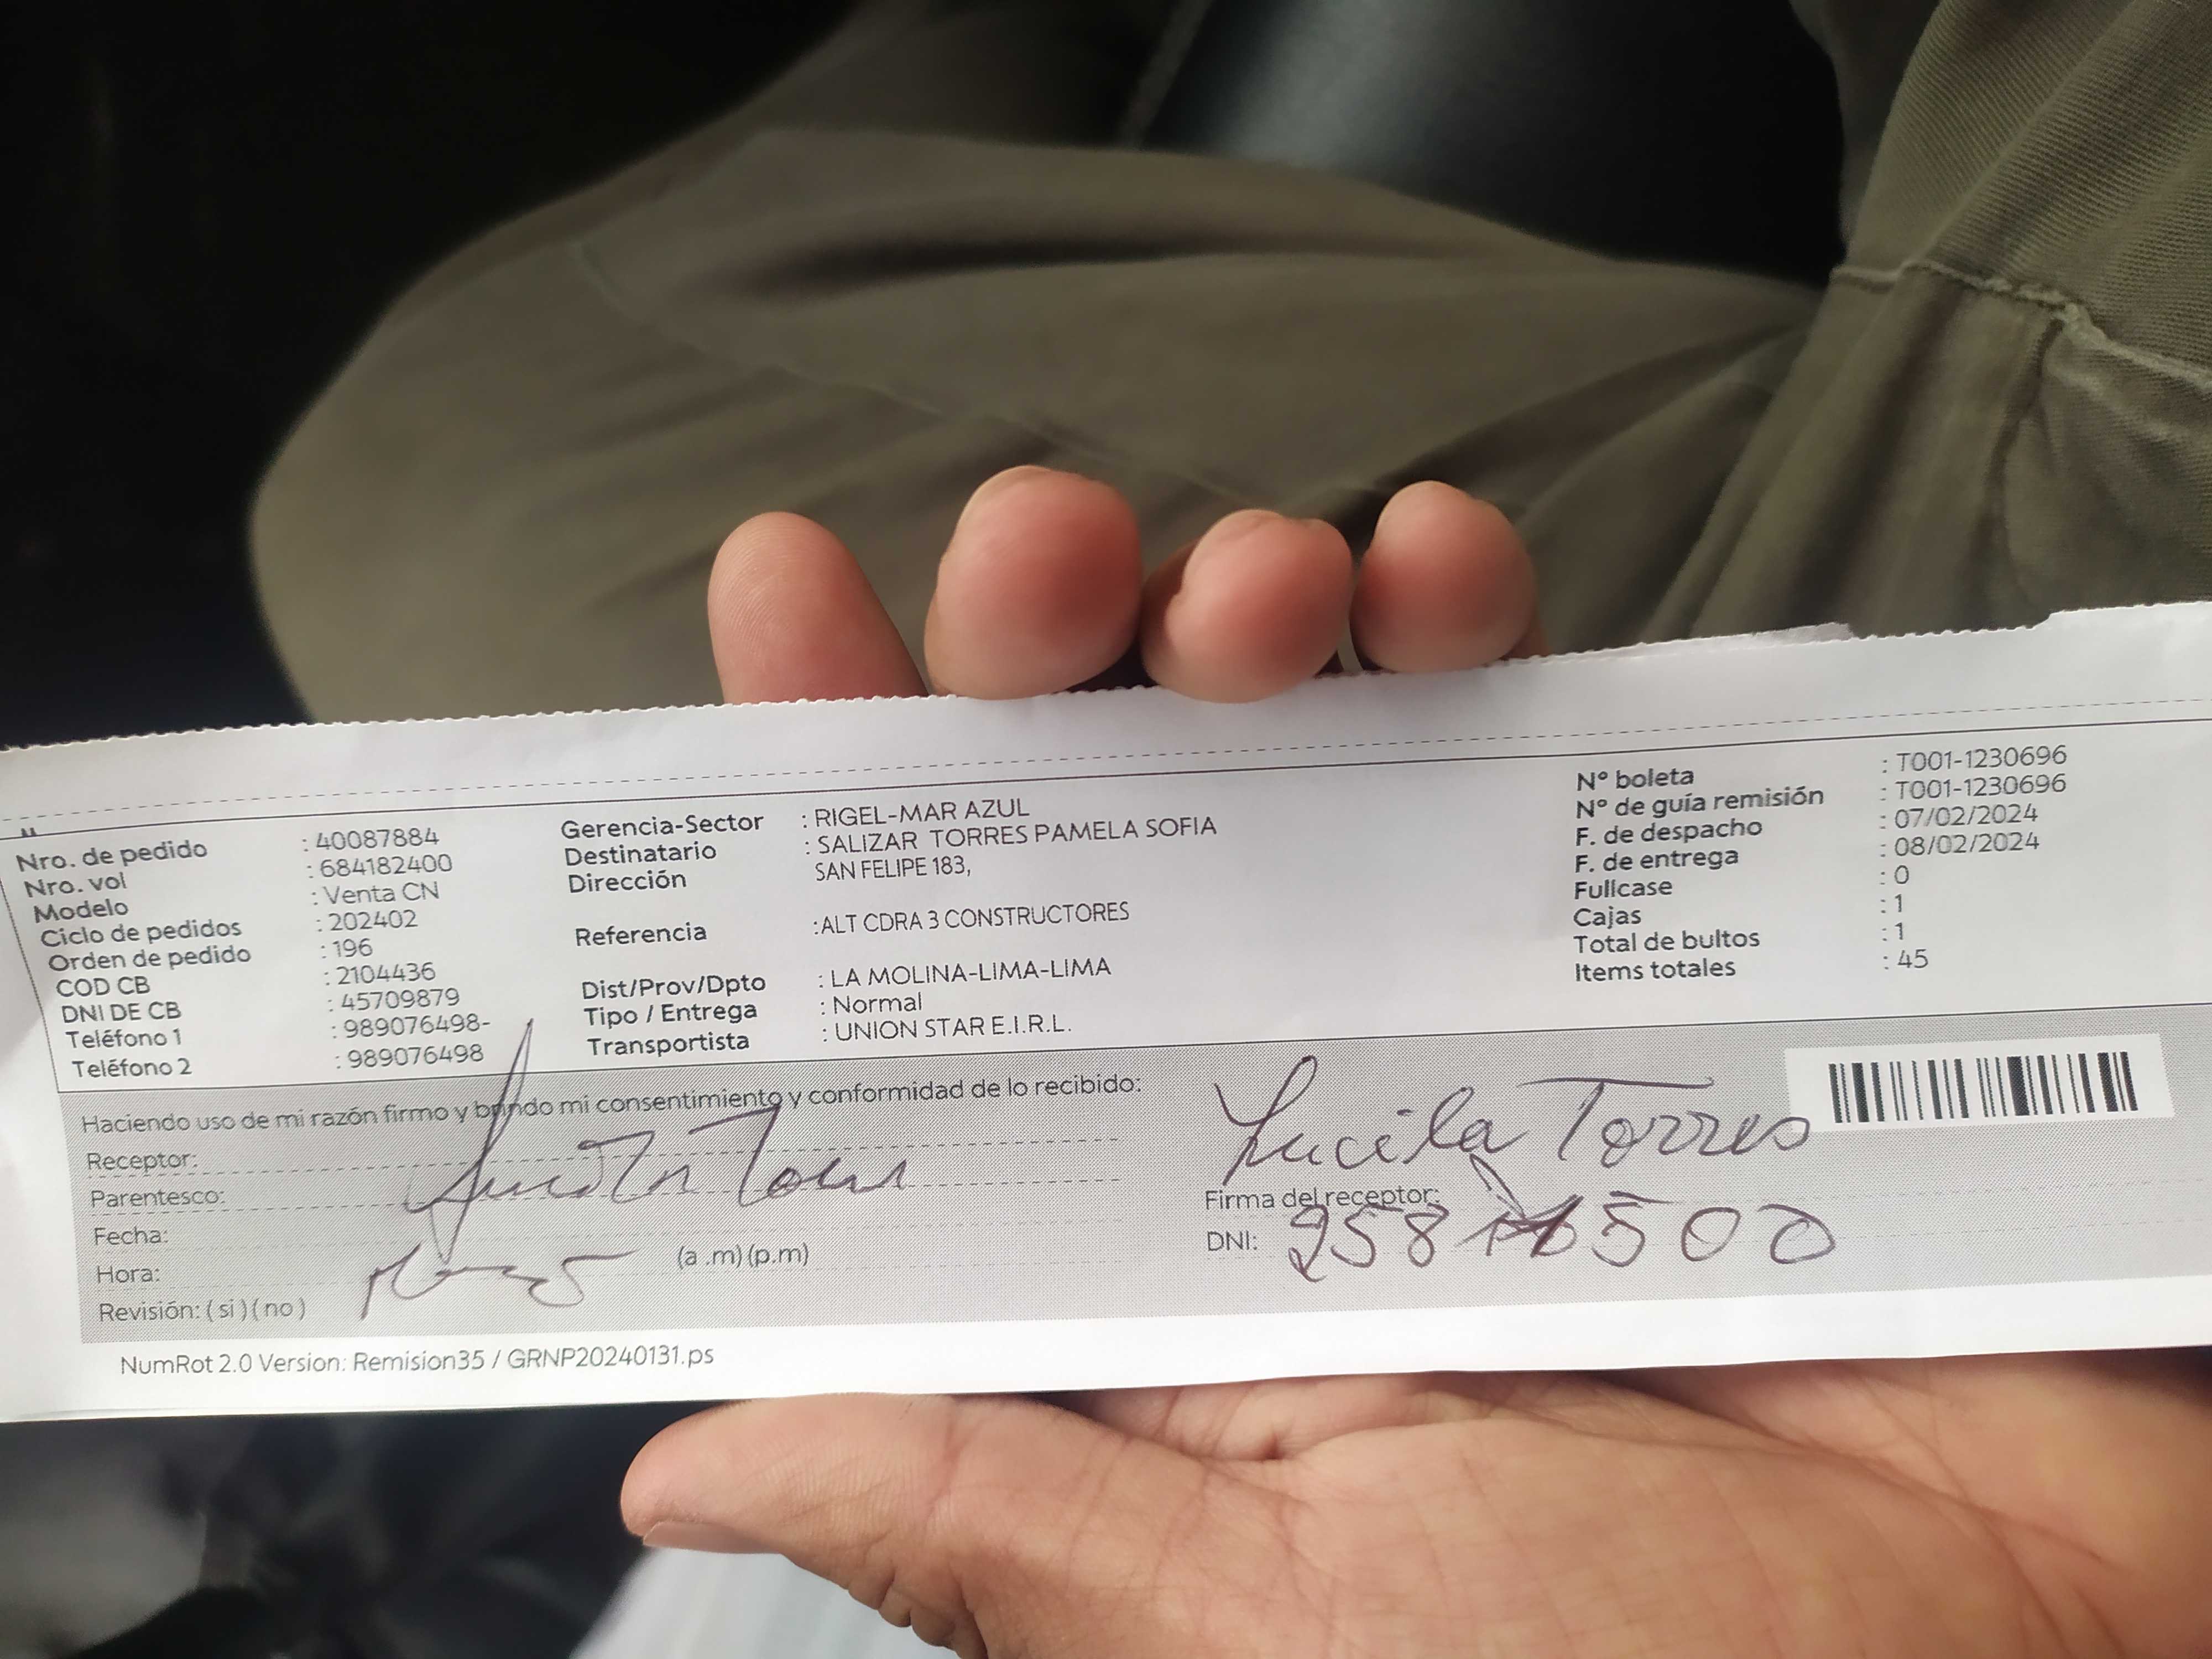 Nro. de pedido : 40087884
Nro. vol : 684182400
Modelo : Venta CN
Ciclo de pedidos : 202402
Orden de pedido : 196
COD CB : 2104436
DNI DE CB : 45709879
Teléfono 1 : 989076498-
Teléfono 2 : 989076498
Gerencia-Sector : RIGEL-MAR AZUL
Destinatario : SALIZAR TORRES PAMELA SOFIA
Dirección SAN FELIPE 183,
Referencia :ALT CDRA 3 CONSTRUCTORES
Dist/Prov/Dpto : LA MOLINA-LIMA-LIMA
Tipo / Entrega : Normal
Transportista : UNION STAR E.I.R.L.
Nº boleta : T001-1230696
Nº de guía remisión : T001-1230696
F. de despacho : 07/02/2024
F. de entrega : 08/02/2024
Fullcase : 0
Cajas : 1
Total de bultos : 1
Items totales : 45
Haciendo uso de mi razón firmo y brindo mi consentimiento y conformidad de lo recibido:
Receptor:
Parentesco:
Fecha:
Hora: (a .m) (p.m)
Revisión: ( si ) ( no )
Lucila Torres
Firma del receptor:
DNI:
NumRot 2.0 Version: Remision35 / GRNP20240131.ps